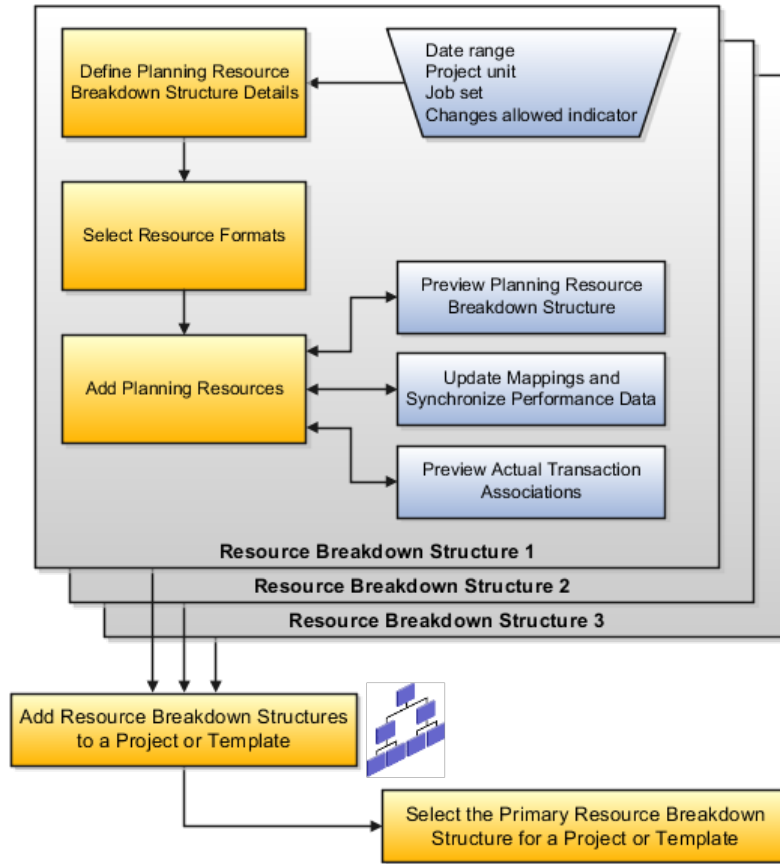 Define Planning Resource
Breakdown Structure Details
Date range
Project unit
Job set
Changes allowed indicator
Select Resource Formats
Preview Planning Resource
Breakdown Structure
Add Planning Resources
Update Mappings and
Synchronize Performance Data
Preview Actual Transaction
Associations
Resource Breakdown Structure 1
Resource Breakdown Structure 2
Resource Breakdown Structure 3
Add Resource Breakdown Structures
to a Project or Template
Select the Primary Resource Breakdown
Structure for a Project or Template